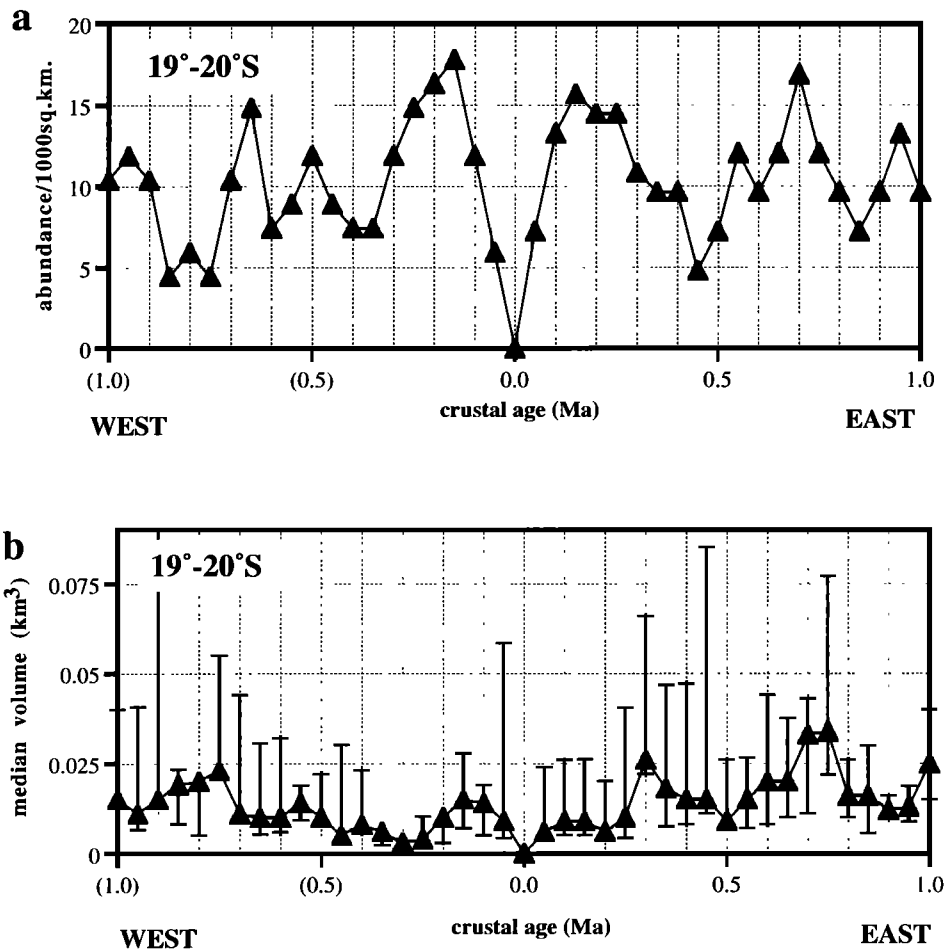 a
20
15
10
5
0
abundance/1000sq.km.
19°-20°S
(1.0) (0.5) 0.0 0.5 1.0
crustal age (Ma)
WEST EAST
b
0.075
0.05
0.025
0
median volume (km³)
19°-20°S
(1.0) (0.5) 0.0 0.5 1.0
crustal age (Ma)
WEST EAST